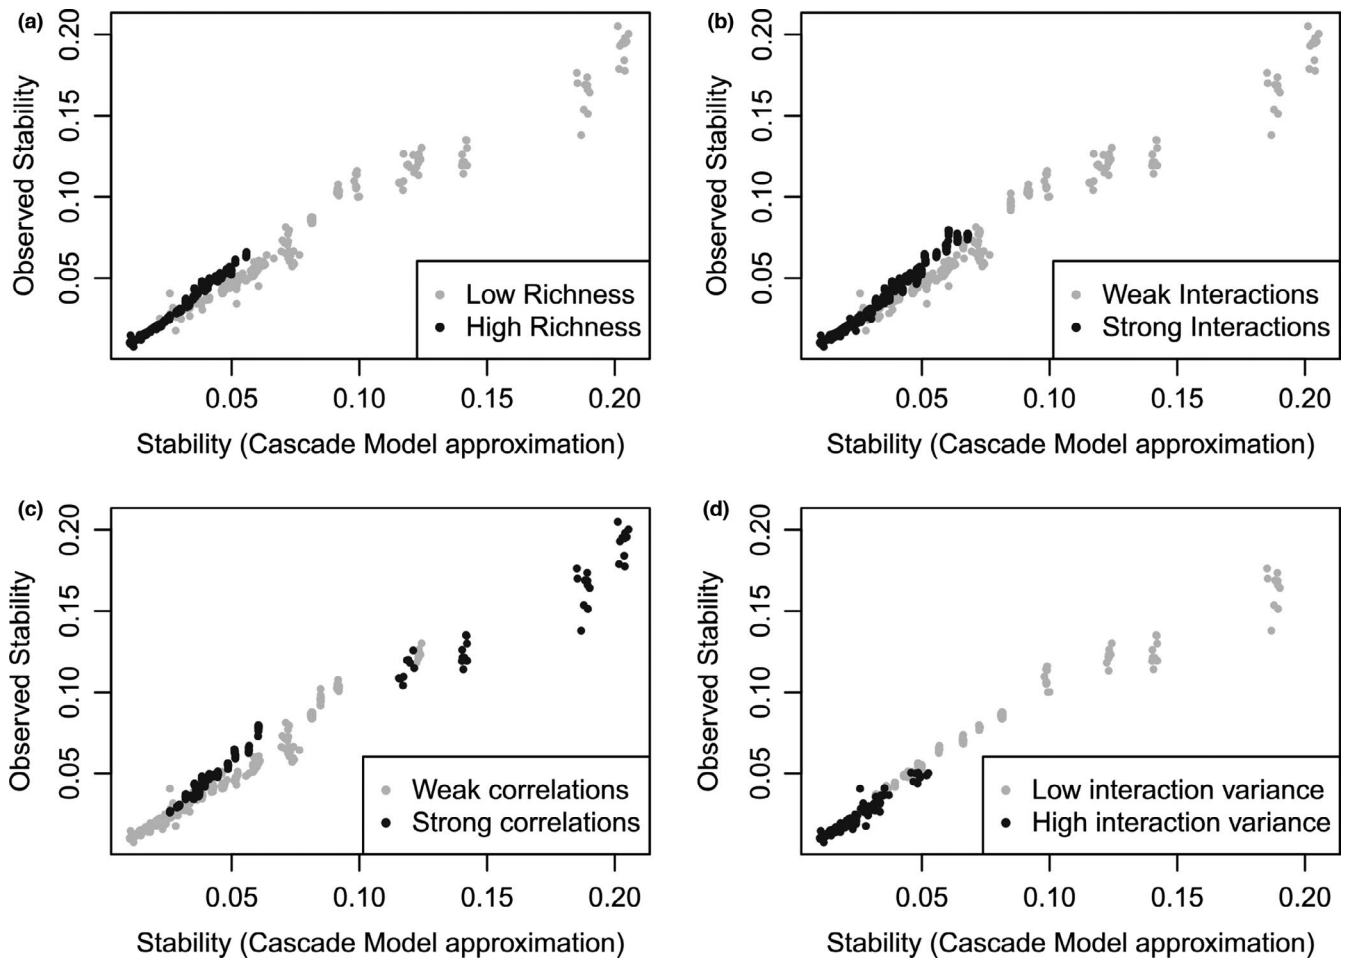 (a)
Observed Stability
0.20
0.15
0.10
0.05
Low Richness
High Richness
0.05 0.10 0.15 0.20
Stability (Cascade Model approximation)
(b)
Observed Stability
0.20
0.15
0.10
0.05
Weak Interactions
Strong Interactions
0.05 0.10 0.15 0.20
Stability (Cascade Model approximation)
(c)
Observed Stability
0.20
0.15
0.10
0.05
Weak correlations
Strong correlations
0.05 0.10 0.15 0.20
Stability (Cascade Model approximation)
(d)
Observed Stability
0.20
0.15
0.10
0.05
Low interaction variance
High interaction variance
0.05 0.10 0.15 0.20
Stability (Cascade Model approximation)